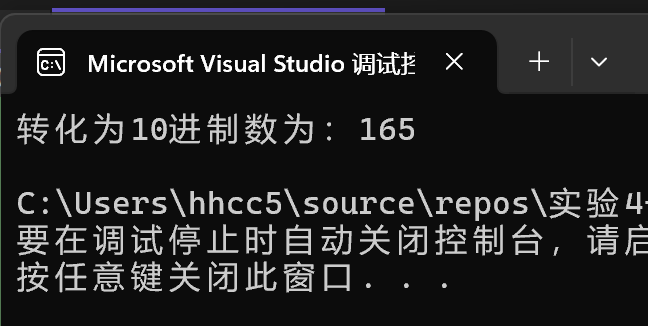 Microsoft Visual Studio 调试
转化为10进制数为: 165
C:\Users\hhcc5\source\repos\实验4
要在调试停止时自动关闭控制台，请启
按任意键关闭此窗口. . .